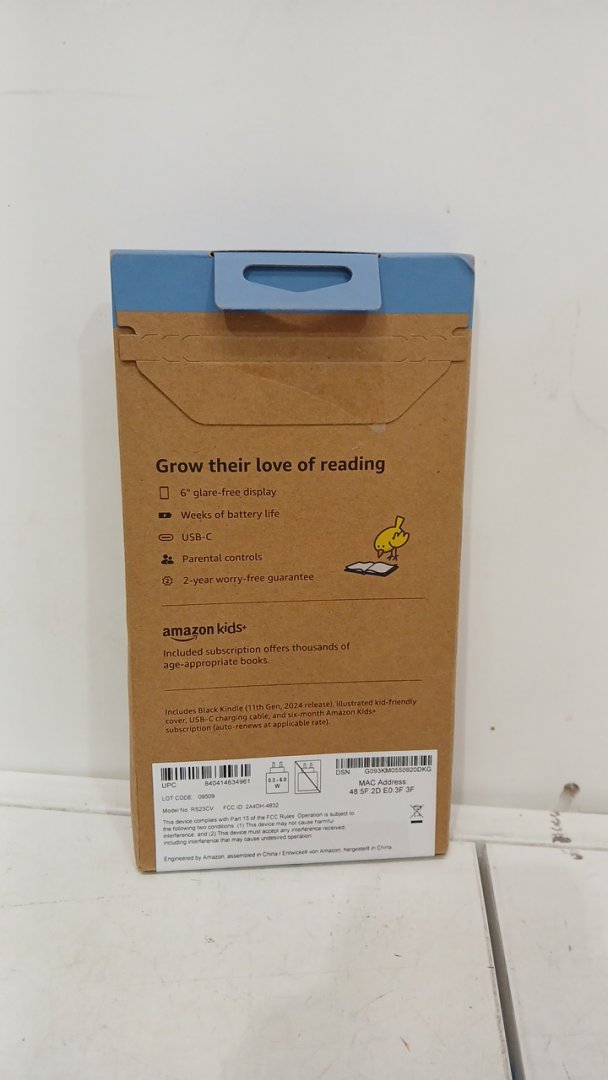 Grow their love of reading
6" glare-free display
Weeks of battery life
USB-C
Parental controls
2-year worry-free guarantee
amazon kids+
Included subscription offers thousands of
age-appropriate books.
Includes Black Kindle (11th Gen, 2024 release), illustrated kid-friendly
cover, USB-C charging cable, and six-month Amazon Kids+
subscription (auto-renews at applicable rate).
UPC: 840414634961
DSN: G093KM0550920DKG
LOT CODE: 09509
MAC Address
48 5F 2D E0 3F 3F
Model No: RS23CV FCC ID: 2A4DH-4832
This device complies with Part 15 of the FCC Rules. Operation is subject to
the following two conditions: (1) This device may not cause harmful
interference, and (2) This device must accept any interference received,
including interference that may cause undesired operation.
Engineered by Amazon, assembled in China / Entwickelt von Amazon, hergestellt in China.